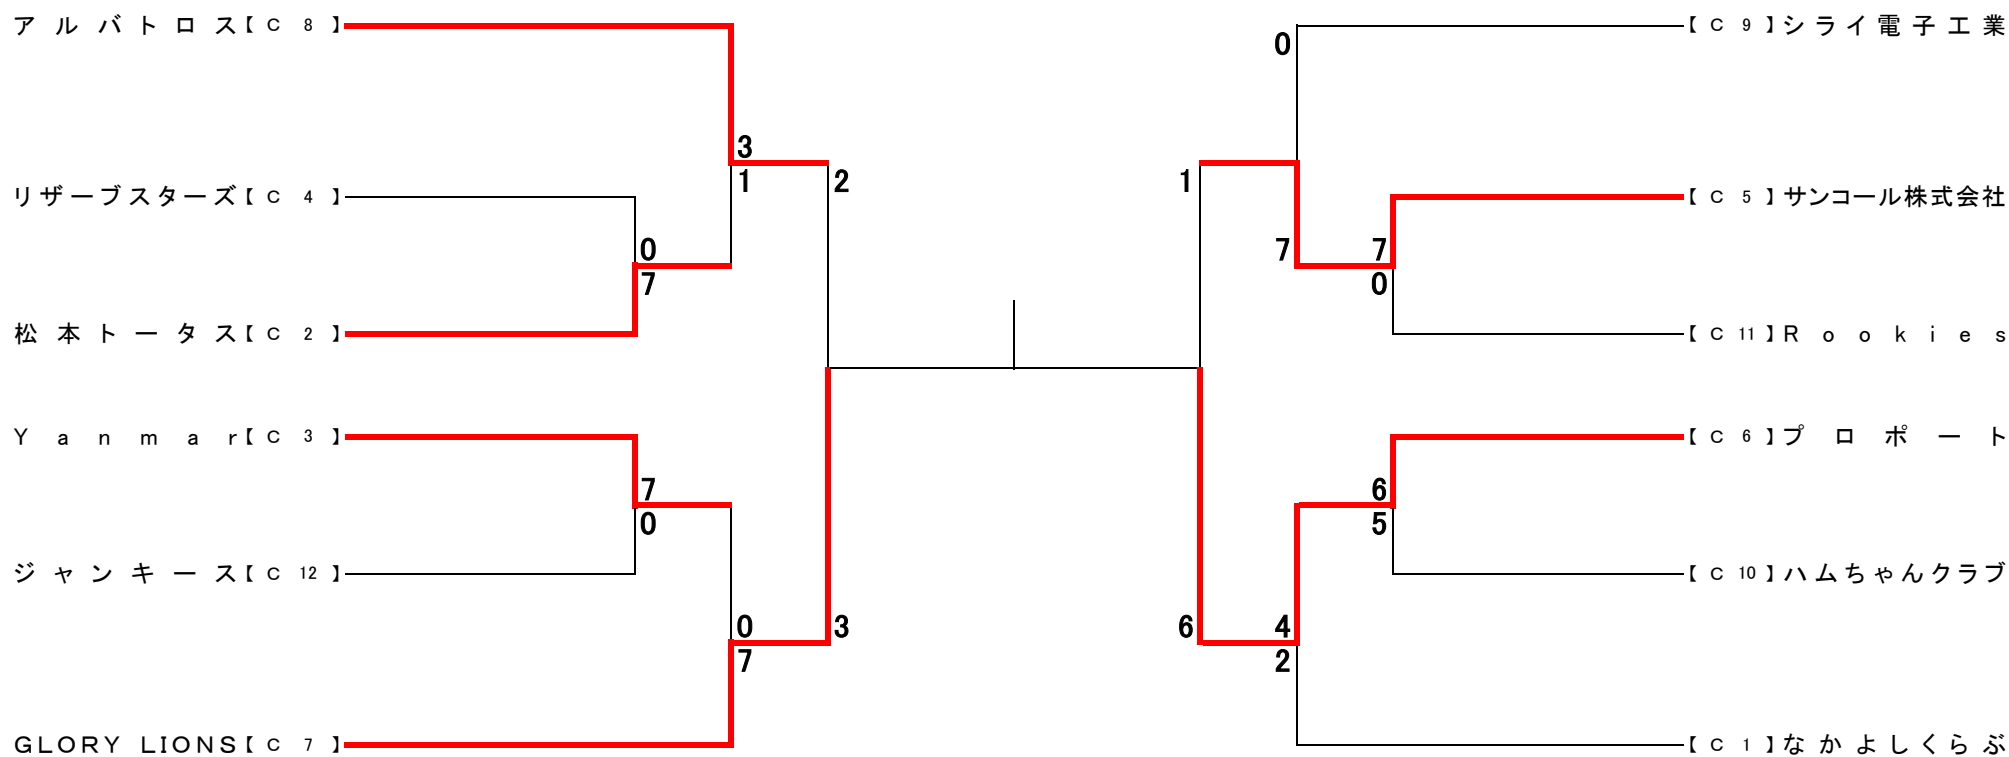 アルバトロス【 C 8 】
【 C 9 】シライ電子工業
0
3
1
2
1
リザーブスターズ【 C 4 】
【 C 5 】サンコール株式会社
0
7
7
7
0
松本トータス【 C 2 】
【 C 11 】Rookies
Yanmar【 C 3 】
【 C 6 】プロポート
7
0
6
5
ジャンキース【 C 12 】
【 C 10 】ハムちゃんクラブ
0
7
3
6
4
2
GLORY LIONS【 C 7 】
【 C 1 】なかよしくらぶ